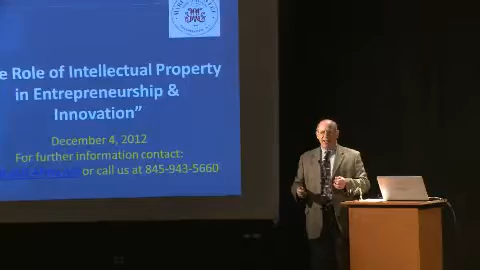 e Role of Intellectual Property
in Entrepreneurship &
Innovation”
December 4, 2012
For further information contact:
or call us at 845-943-5660